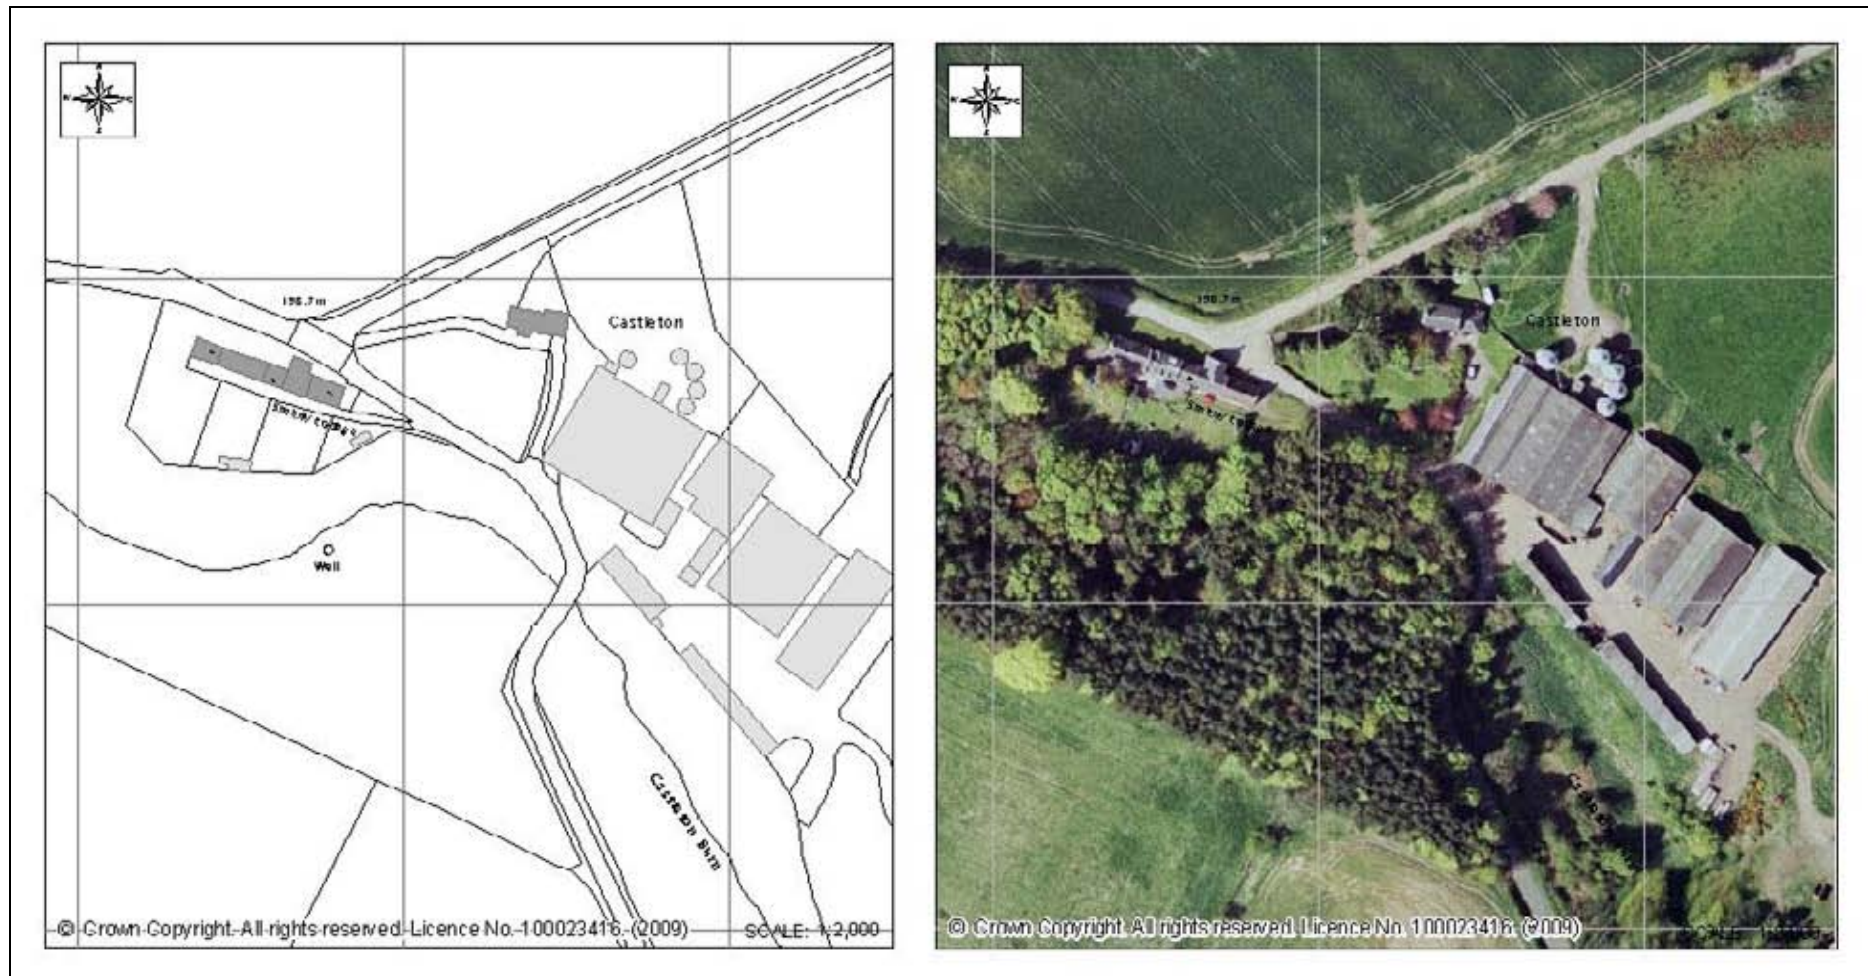 198.7m
Castleton
Well
Castleton Burn
© Crown Copyright. All rights reserved. Licence No. 100023416. (2009)
SCALE: 1:2,000
198.7m
Castleton
© Crown Copyright. All rights reserved. Licence No. 100023416. (2009)